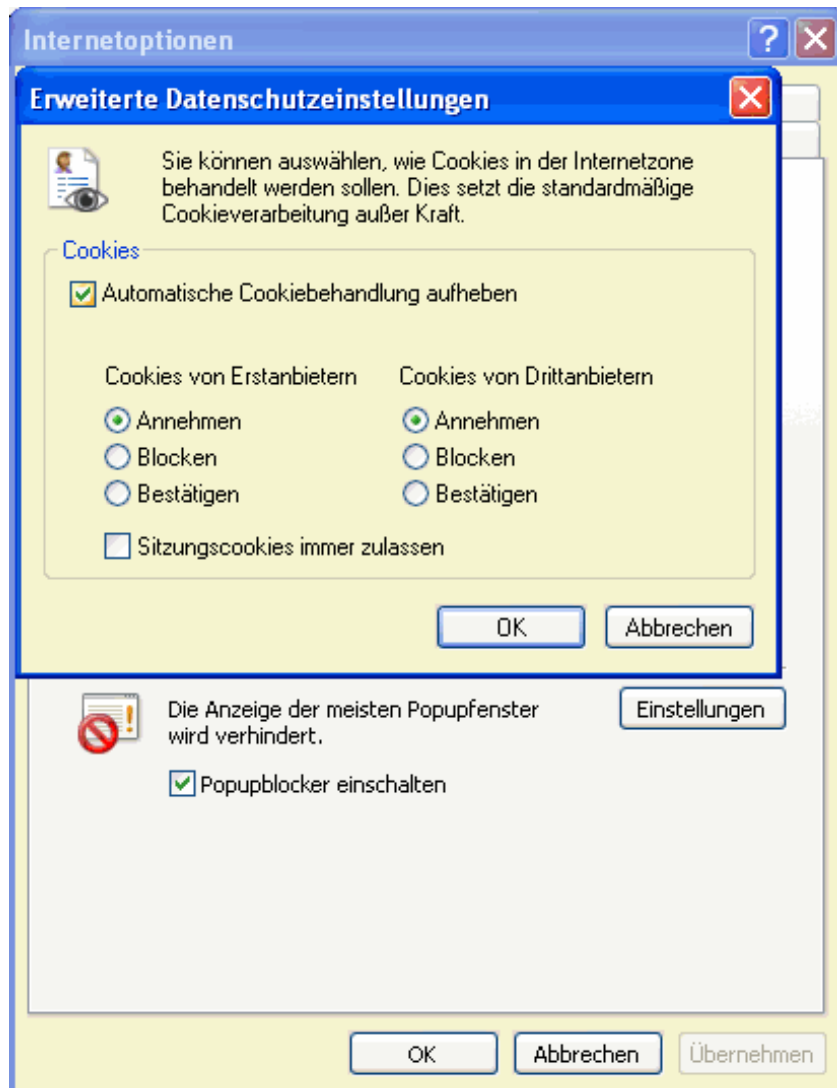 Internetoptionen
Erweiterte Datenschutzeinstellungen
Sie können auswählen, wie Cookies in der Internetzone
behandelt werden sollen. Dies setzt die standardmäßige
Cookieverarbeitung außer Kraft.
Cookies
Automatische Cookiebehandlung aufheben
Cookies von Erstanbietern Cookies von Drittanbietern
Annehmen Annehmen
Blocken Blocken
Bestätigen Bestätigen
Sitzungscookies immer zulassen
OK Abbrechen
Die Anzeige der meisten Popupfenster Einstellungen
wird verhindert.
Popupblocker einschalten
OK Abbrechen Übernehmen